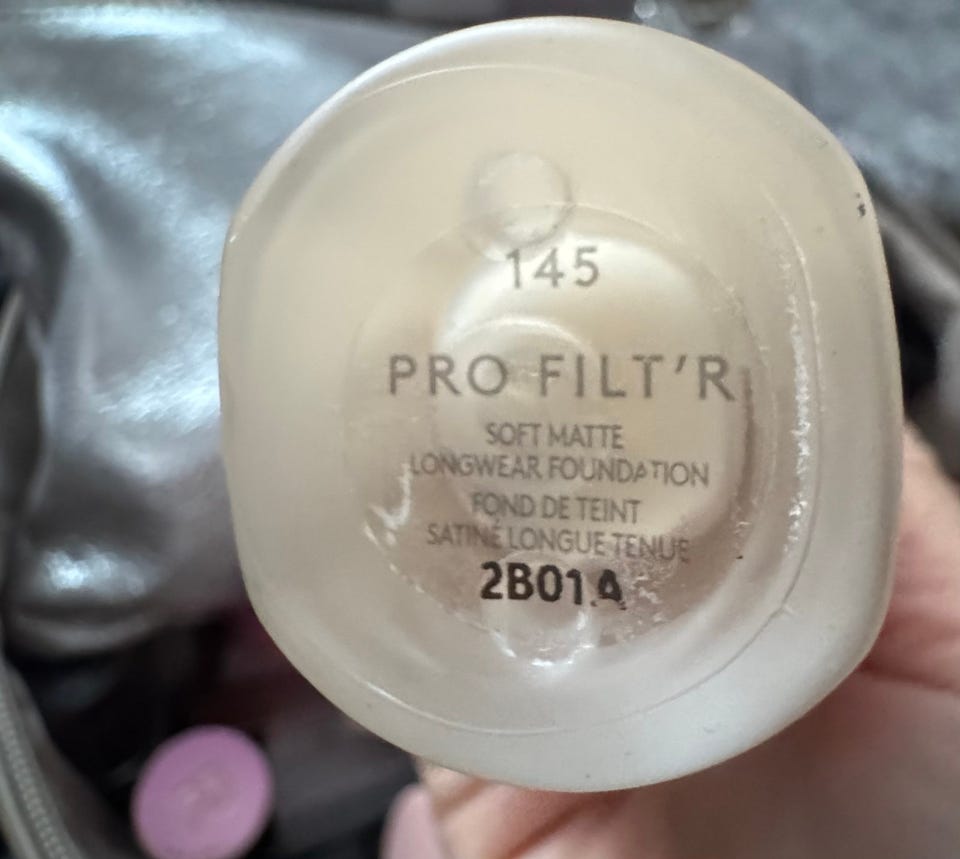 145
PRO FILT'R
SOFT MATTE
LONGWEAR FOUNDATION
FOND DE TEINT
SATINÉ LONGUE TENUE
2B01A